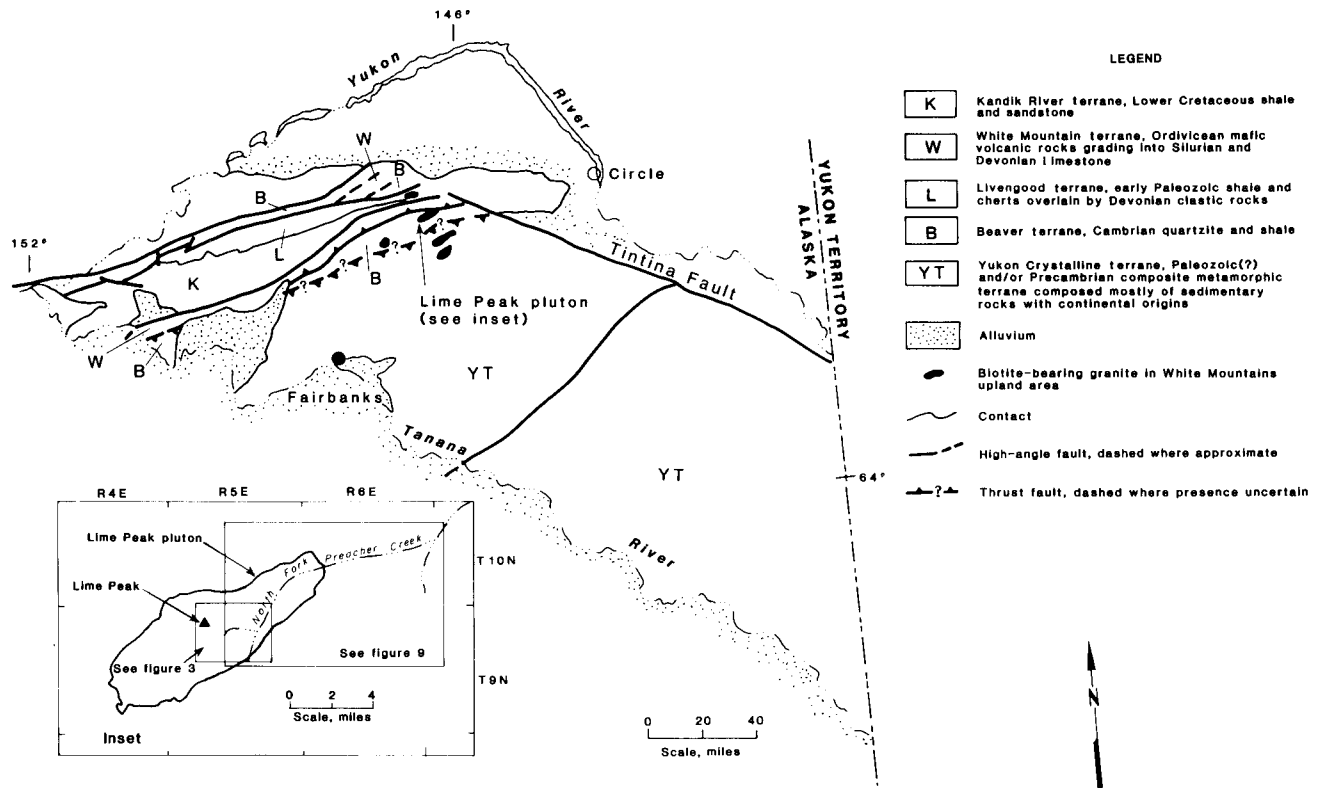 146°
Yukon
River
W
B
Circle
B
152°
L
K
B
Tintina Fault
YUKON TERRITORY
ALASKA
Lime Peak pluton
(see inset)
W
B
YT
Fairbanks
Tanana
YT
64°
River
LEGEND
K Kandik River terrane, Lower Cretaceous shale
and sandstone
W White Mountain terrane, Ordivicean mafic
volcanic rocks grading into Silurian and
Devonian limestone
L Livengood terrane, early Paleozoic shale and
cherts overlain by Devonian clastic rocks
B Beaver terrane, Cambrian quartzite and shale
YT Yukon Crystalline terrane, Paleozoic(?)
and/or Precambrian composite metamorphic
terrane composed mostly of sedimentary
rocks with continental origins
Alluvium
Biotite-bearing granite in White Mountains
upland area
Contact
High-angle fault, dashed where approximate
? Thrust fault, dashed where presence uncertain
? ? ? ?
R4E R5E R6E
Lime Peak pluton
North Fork Preacher Creek
T10N
Lime Peak
See figure 3
See figure 9
T9N
0 2 4
Scale, miles
Inset
0 20 40
Scale, miles
N